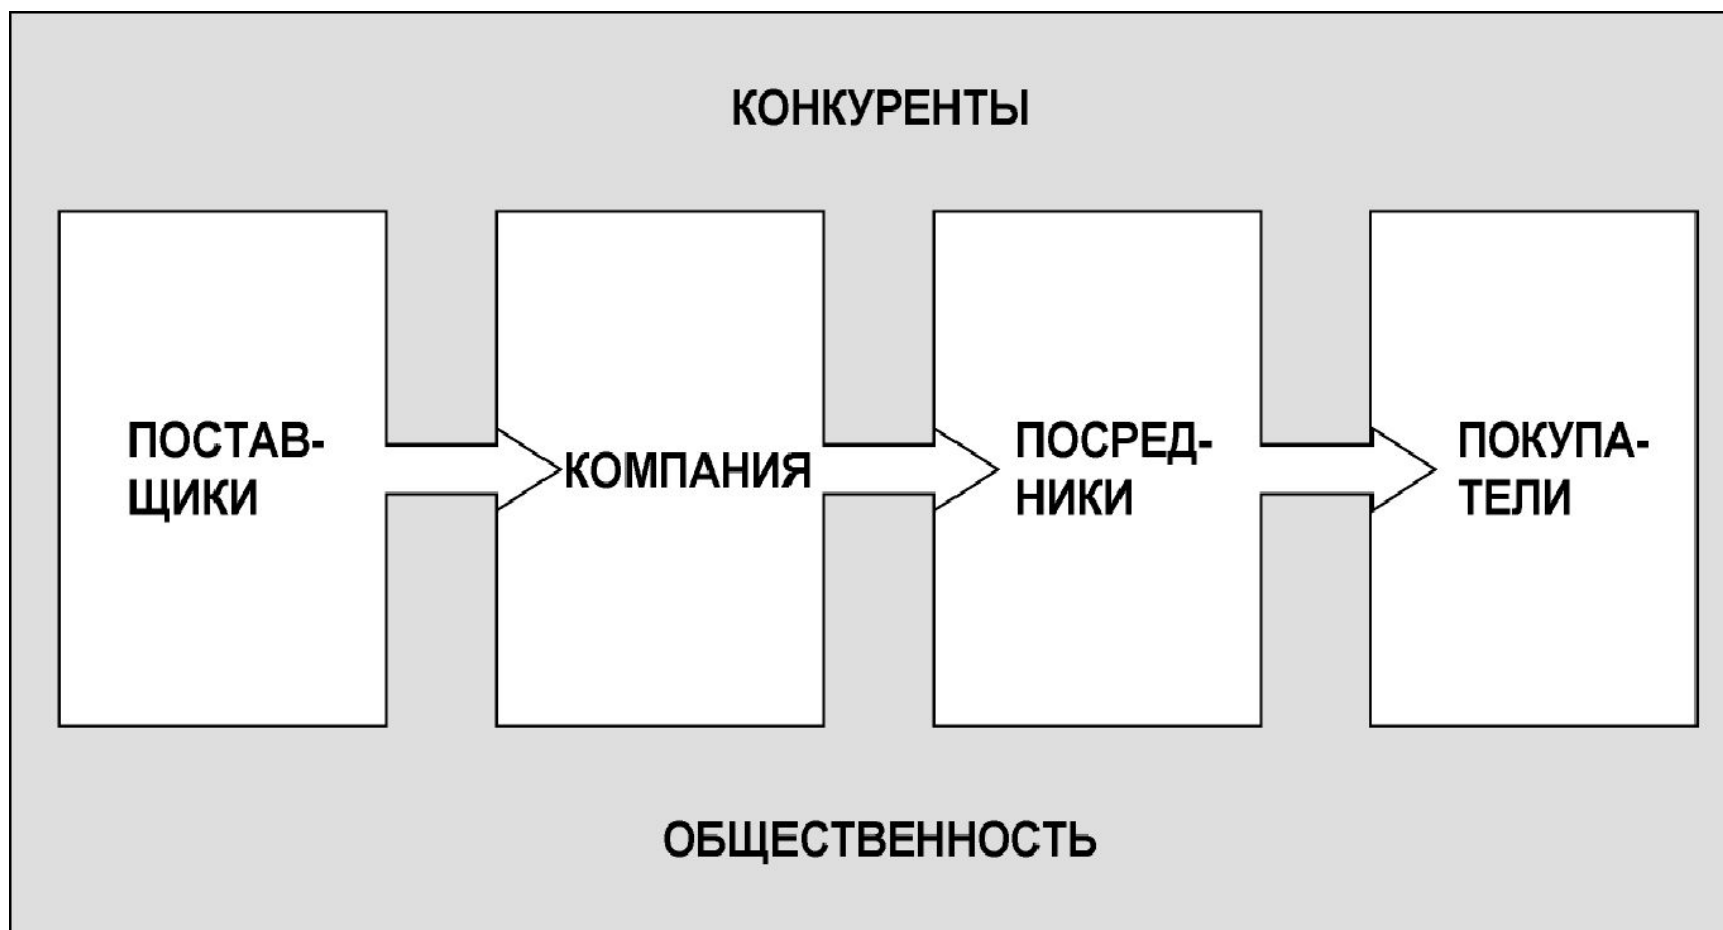 КОНКУРЕНТЫ
ПОСТАВ-
ЩИКИ
КОМПАНИЯ
ПОСРЕД-
НИКИ
ПОКУПА-
ТЕЛИ
ОБЩЕСТВЕННОСТЬ